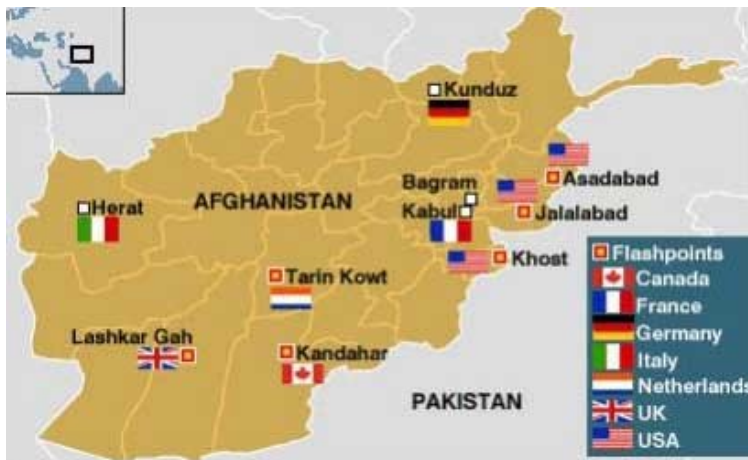 Kunduz
Asadabad
Bagram
AFGHANISTAN
Herat
Kabul
Jalalabad
Khost
Tarin Kowt
Lashkar Gah
Kandahar
PAKISTAN
Flashpoints
Canada
France
Germany
Italy
Netherlands
UK
USA